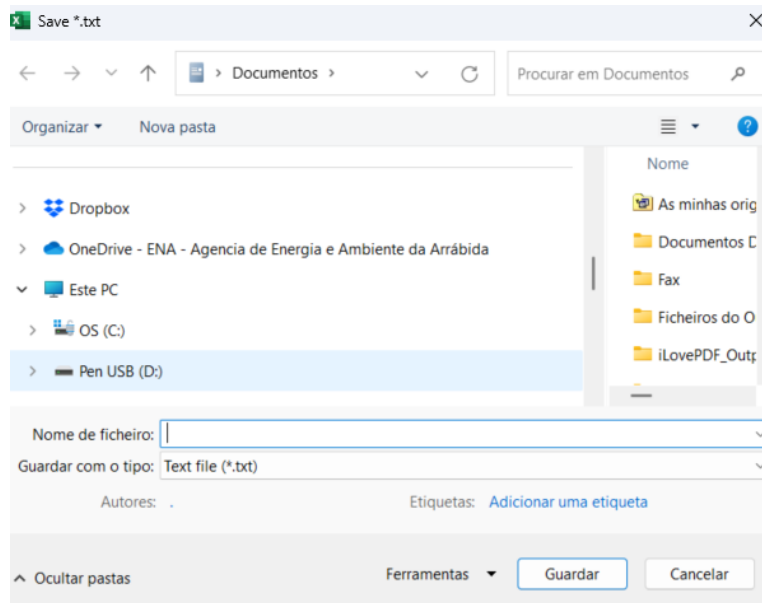 Save *.txt
Documentos
Procurar em Documentos
Organizar
Nova pasta
?
Nome
Dropbox
OneDrive - ENA - Agencia de Energia e Ambiente da Arrábida
Este PC
OS (C:)
Pen USB (D:)
As minhas orig
Documentos D
Fax
Ficheiros do O
iLovePDF_Outp
Nome de ficheiro:
Guardar com o tipo: Text file (*.txt)
Autores: .
Etiquetas: Adicionar uma etiqueta
Ocultar pastas
Ferramentas
Guardar
Cancelar